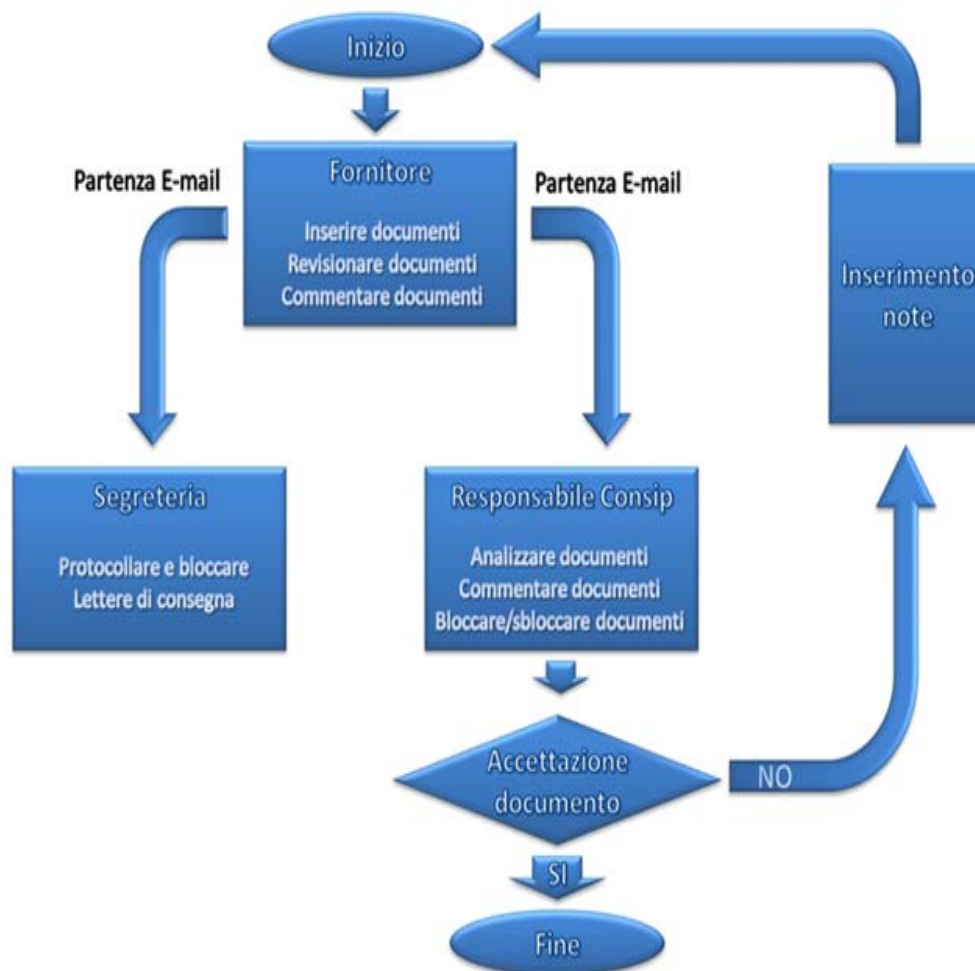 Inizio
Partenza E-mail
Fornitore
Inserire documenti
Revisionare documenti
Commentare documenti
Partenza E-mail
Inserimento
note
Segreteria
Protocollare e bloccare
Lettere di consegna
Responsabile Consip
Analizzare documenti
Commentare documenti
Bloccare/sbloccare documenti
Accettazione
documento
NO
SI
Fine